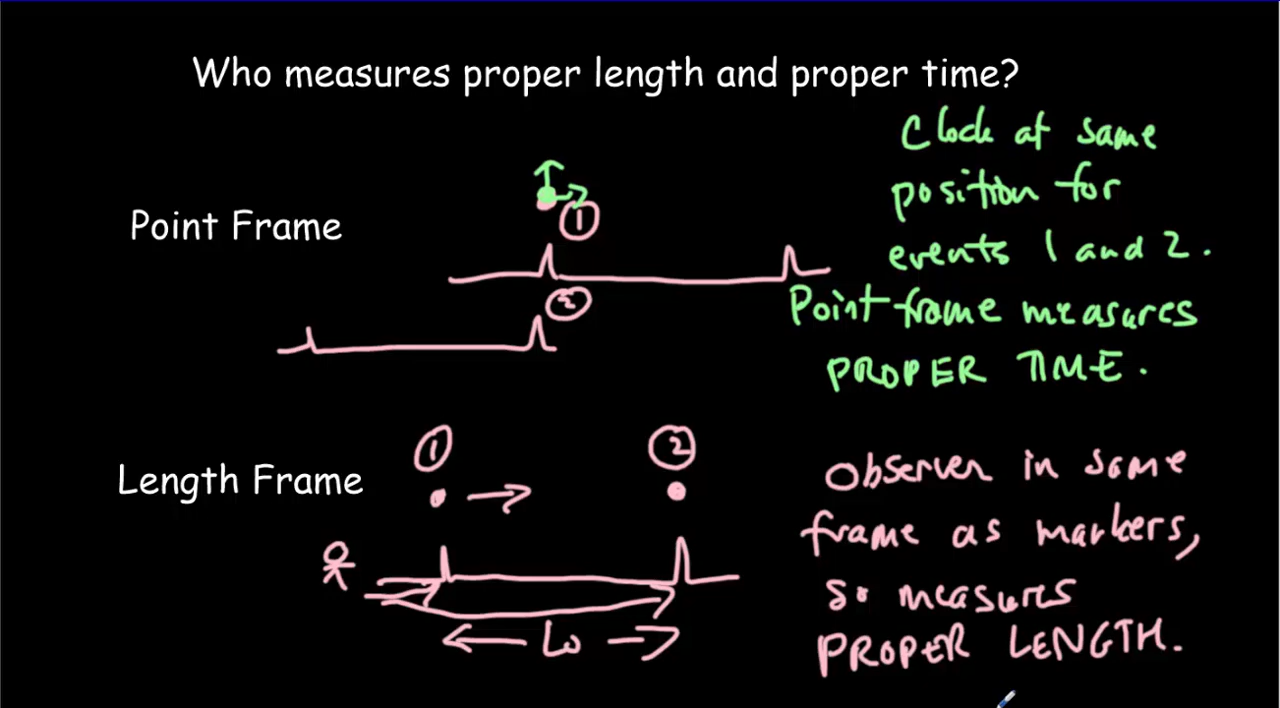 Who measures proper length and proper time?
Clock at same
position for
events 1 and 2.
Point-frame measures
PROPER TIME.
Point Frame
1
2
Length Frame
1
2
L₀
Observer in same
frame as markers,
so measures
PROPER LENGTH.